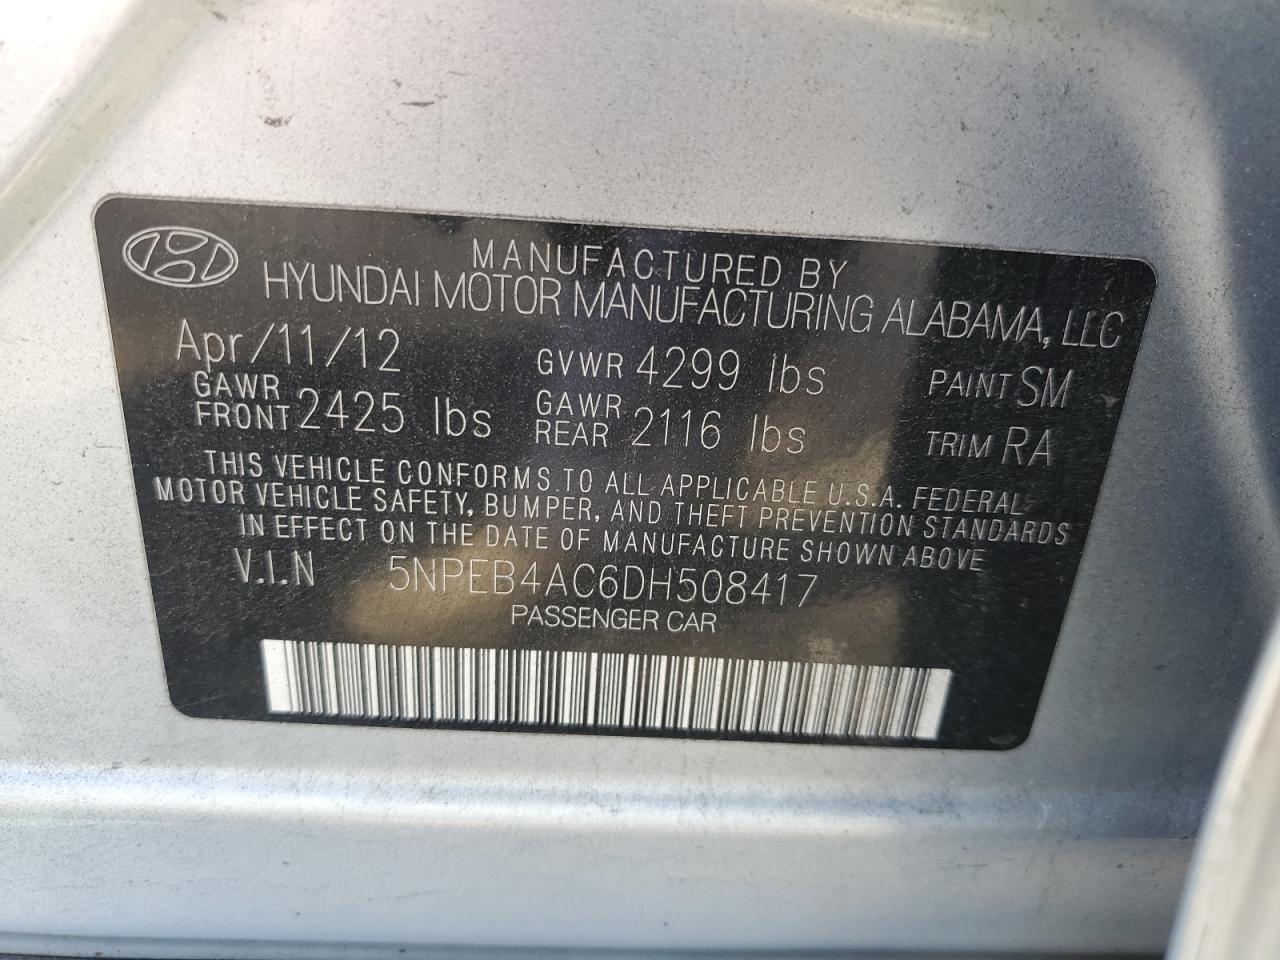 MANUFACTURED BY
HYUNDAI MOTOR MANUFACTURING ALABAMA, LLC
Apr/11/12 GVWR 4299 lbs PAINT SM
GAWR FRONT 2425 lbs GAWR REAR 2116 lbs TRIM RA
THIS VEHICLE CONFORMS TO ALL APPLICABLE U.S.A. FEDERAL
MOTOR VEHICLE SAFETY, BUMPER, AND THEFT PREVENTION STANDARDS
IN EFFECT ON THE DATE OF MANUFACTURE SHOWN ABOVE
V.I.N 5NPEB4AC6DH508417
PASSENGER CAR